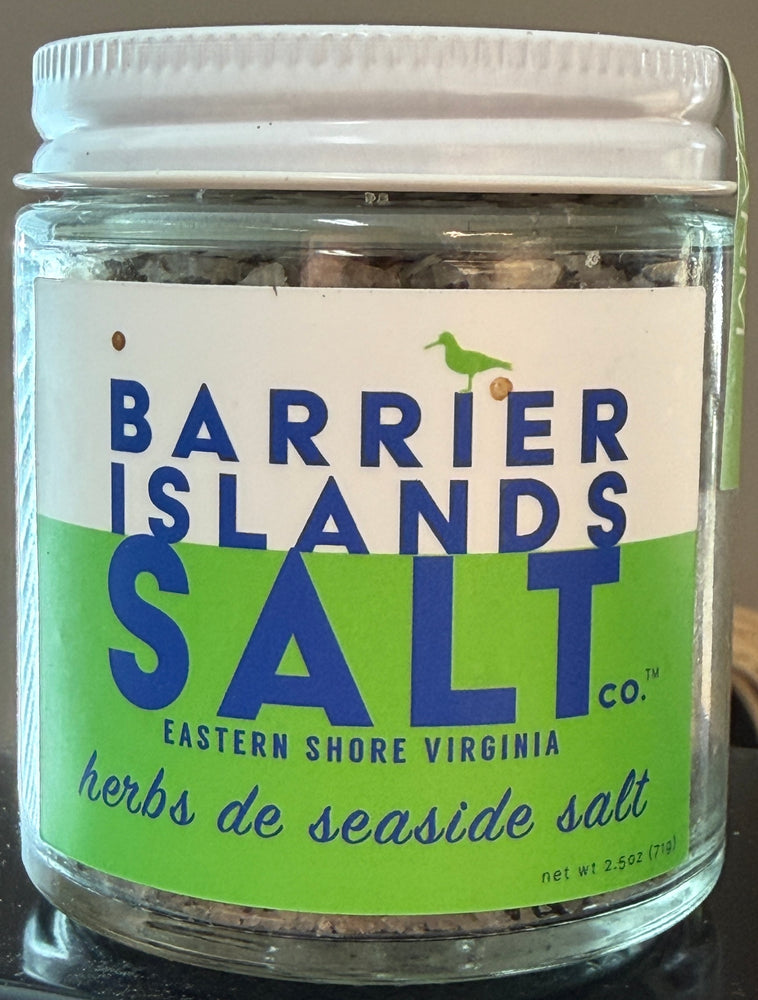 BARRIER
ISLANDS
SALT
CO.™
EASTERN SHORE VIRGINIA
herbs de seaside salt
net wt 2.5oz (71g)